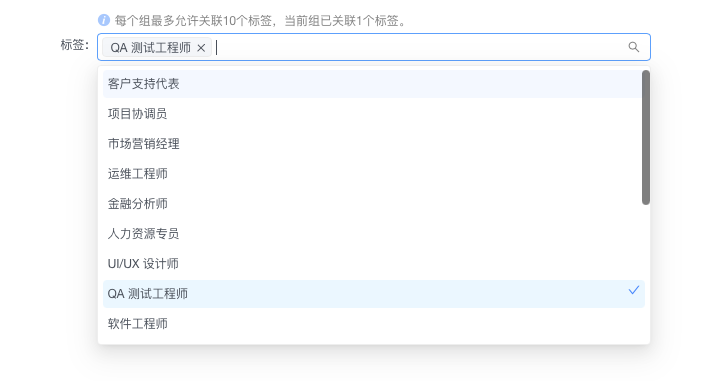 每个组最多允许关联10个标签，当前组已关联1个标签。
标签: QA 测试工程师
客户支持代表
项目协调员
市场营销经理
运维工程师
金融分析师
人力资源专员
UI/UX 设计师
QA 测试工程师
软件工程师